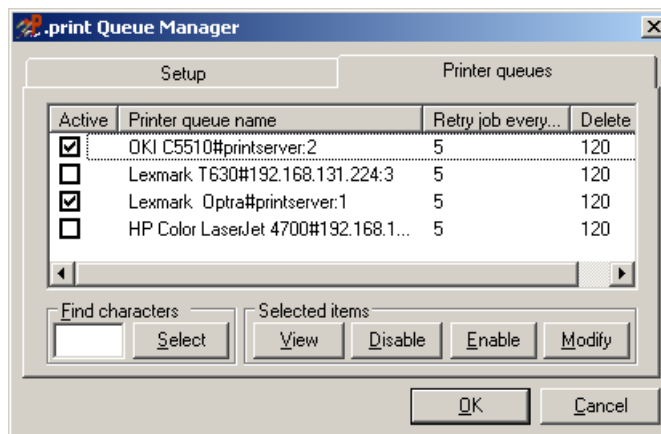 .print Queue Manager
Setup Printer queues
Active Printer queue name Retry job every... Delete
OKI C5510#printserver:2 5 120
Lexmark T630#192.168.131.224:3 5 120
Lexmark Optra#printserver:1 5 120
HP Color LaserJet 4700#192.168.1... 5 120
Find characters Selected items
Select View Disable Enable Modify
OK Cancel